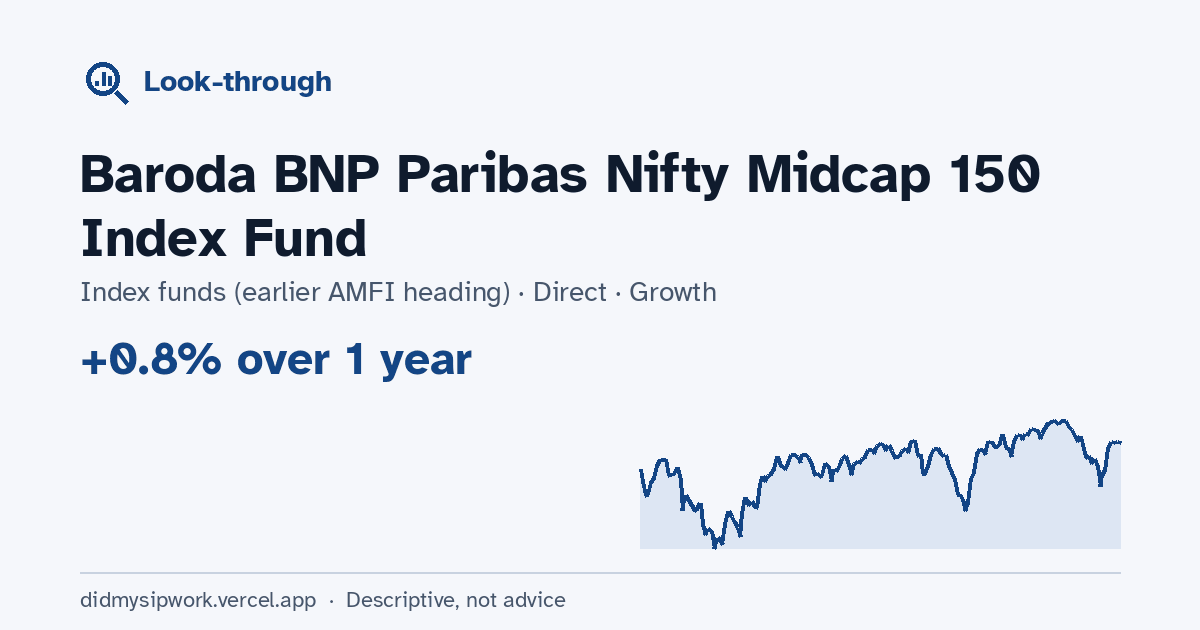 Look-through
Baroda BNP Paribas Nifty Midcap 150
Index Fund
Index funds (earlier AMFI heading) · Direct · Growth
+0.8% over 1 year
didmysipwork.vercel.app · Descriptive, not advice